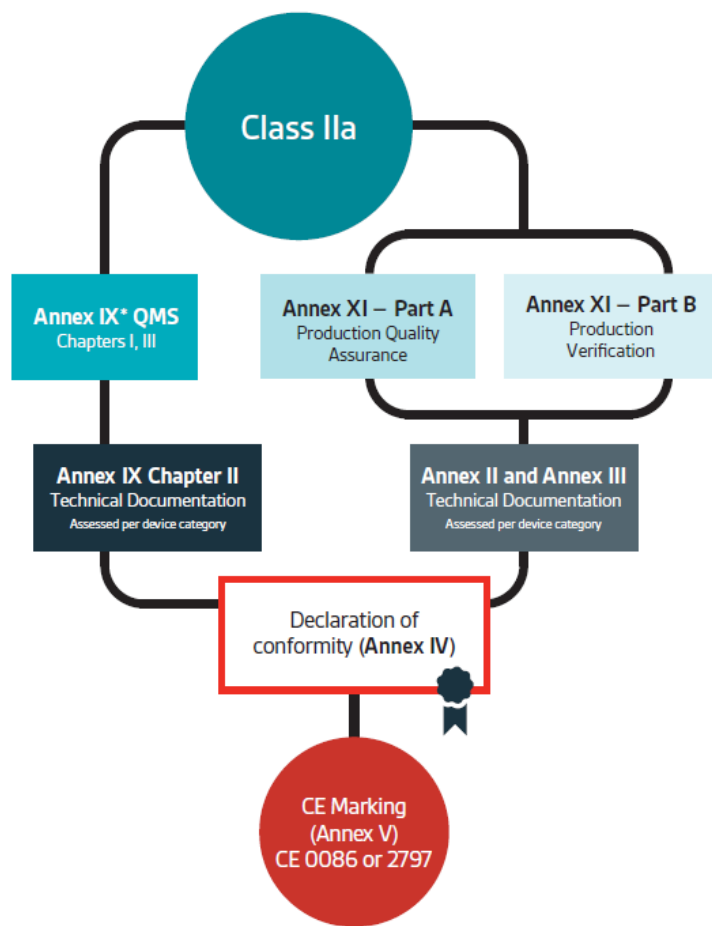 Class IIa
Annex IX* QMS
Chapters I, III
Annex XI – Part A
Production Quality
Assurance
Annex XI – Part B
Production
Verification
Annex IX Chapter II
Technical Documentation
Assessed per device category
Annex II and Annex III
Technical Documentation
Assessed per device category
Declaration of
conformity (Annex IV)
CE Marking
(Annex V)
CE 0086 or 2797